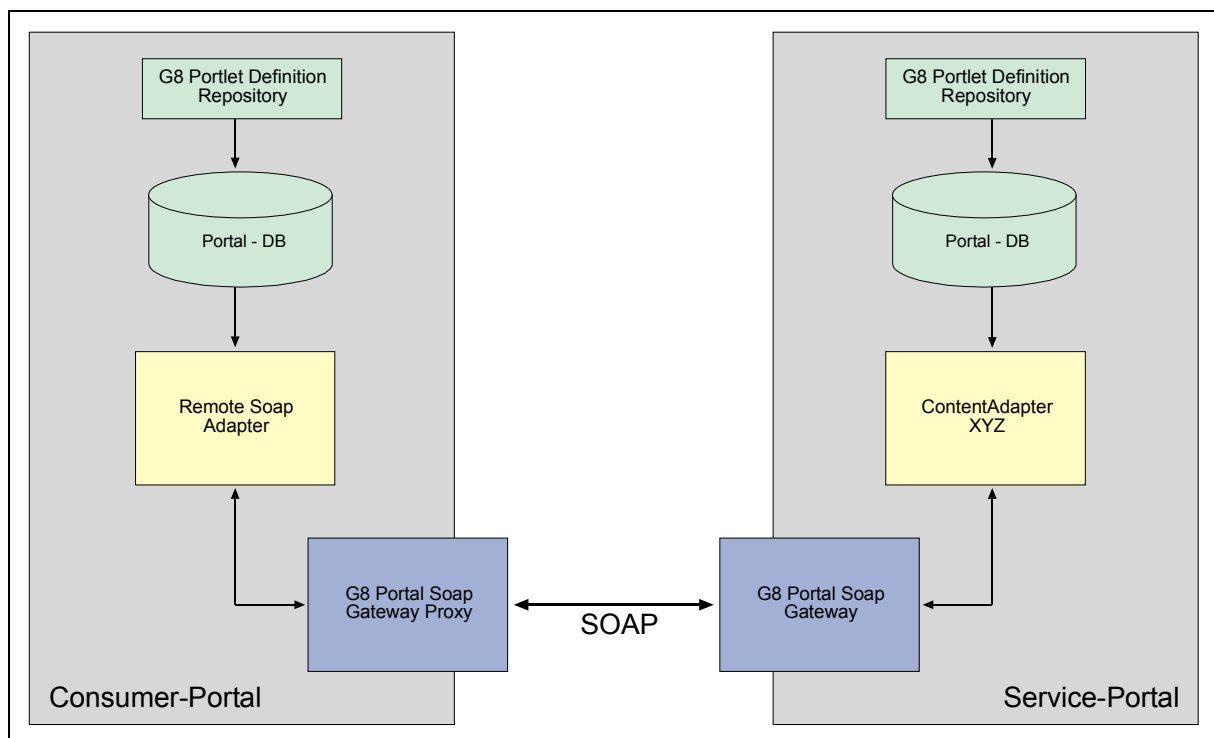 G8 Portlet Definition
Repository
Portal - DB
Remote Soap
Adapter
G8 Portal Soap
Gateway Proxy
Consumer-Portal
SOAP
G8 Portlet Definition
Repository
Portal - DB
ContentAdapter
XYZ
G8 Portal Soap
Gateway
Service-Portal